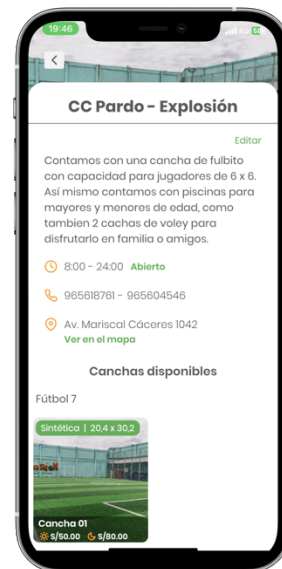 19:46
CC Pardo - Explosión
Editar
Contamos con una cancha de fulbito
con capacidad para jugadores de 6 x 6.
Así mismo contamos con piscinas para
mayores y menores de edad, como
tambien 2 cachas de voley para
disfrutarlo en familia o amigos.
8:00 - 24:00 Abierto
965618761 - 965604546
Av. Mariscal Cáceres 1042
Ver en el mapa
Canchas disponibles
Fútbol 7
Sintética | 20,4 x 30,2
Cancha 01
S/50.00 S/80.00